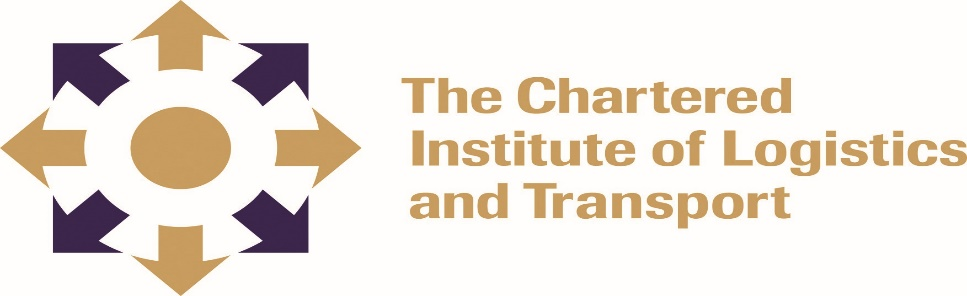 The Chartered
Institute of Logistics
and Transport